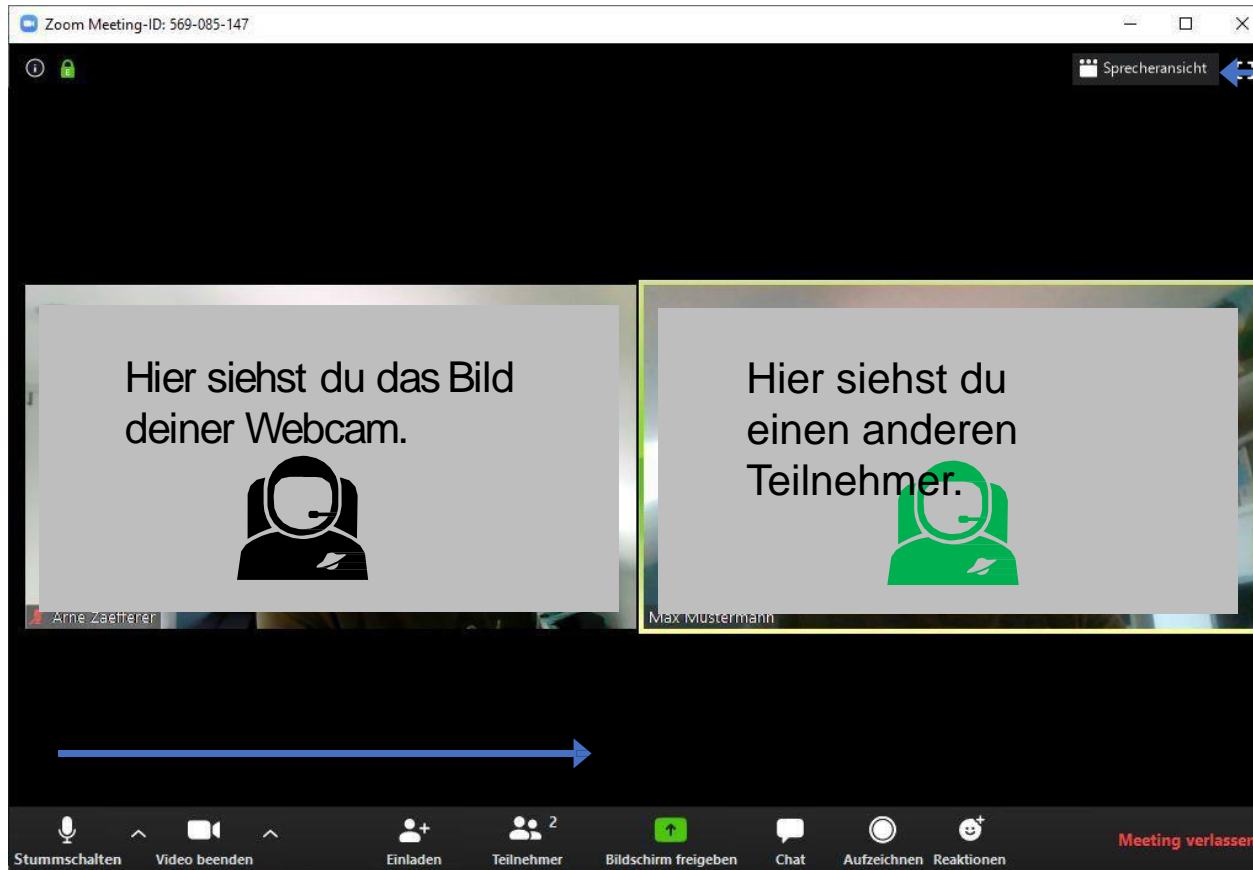 Zoom Meeting-ID: 569-085-147
Sprecheransicht
Hier siehst du das Bild
deiner Webcam.
Hier siehst du
einen anderen
Teilnehmer.
Arne Zaefferer
Max Mustermann
2
Stummschalten Video beenden Einladen Teilnehmer Bildschirm freigeben Chat Aufzeichnen Reaktionen Meeting verlassen